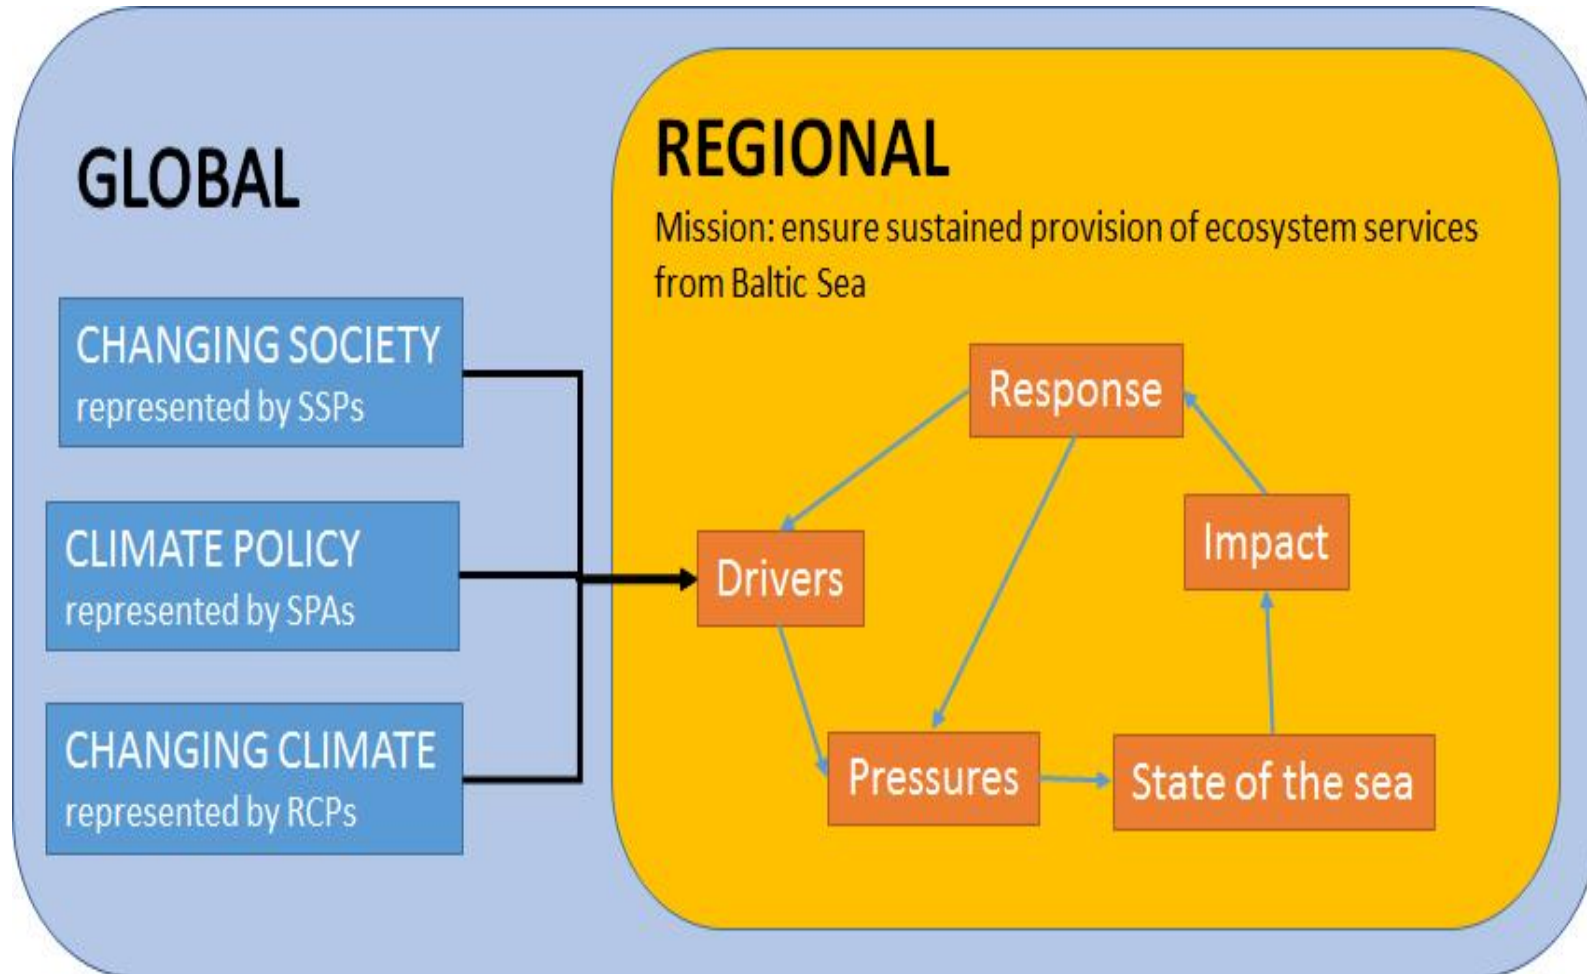 GLOBAL
CHANGING SOCIETY
represented by SSPs
CLIMATE POLICY
represented by SPAs
CHANGING CLIMATE
represented by RCPs
REGIONAL
Mission: ensure sustained provision of ecosystem services
from Baltic Sea
Response
Impact
Drivers
Pressures
State of the sea